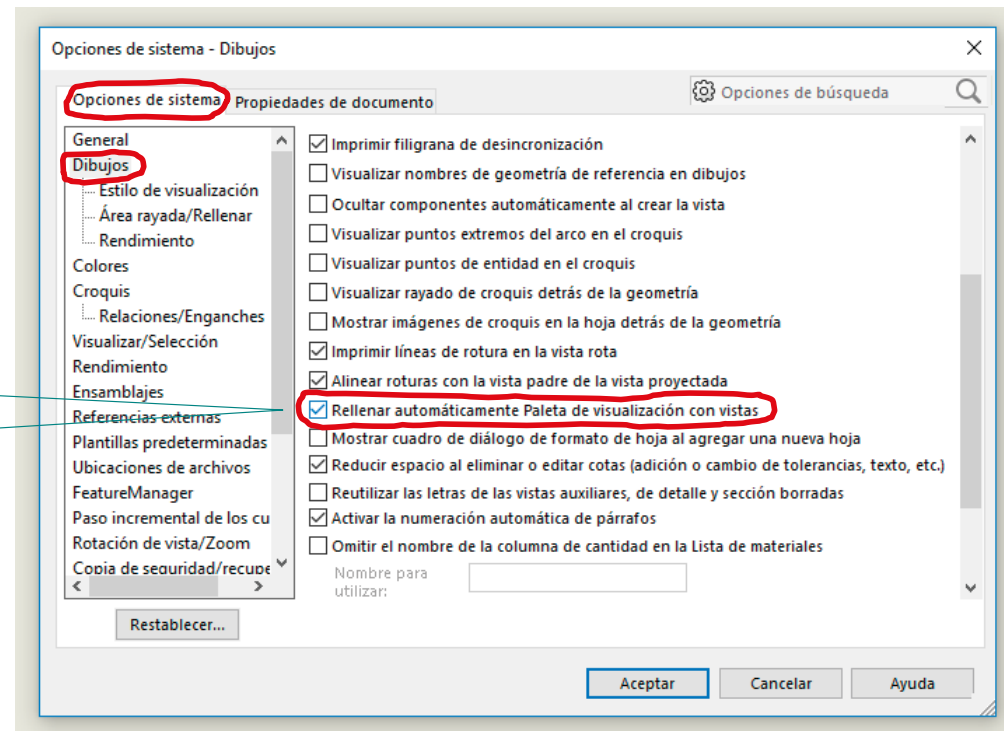 Opciones de sistema - Dibujos
Opciones de sistema Propiedades de documento
Opciones de búsqueda
General
Dibujos
Estilo de visualización
Área rayada/Rellenar
Rendimiento
Colores
Croquis
Relaciones/Enganches
Visualizar/Selección
Rendimiento
Ensamblajes
Referencias externas
Plantillas predeterminadas
Ubicaciones de archivos
FeatureManager
Paso incremental de los cu
Rotación de vista/Zoom
Copia de seguridad/recupe
Restablecer...
Imprimir filigrana de desincronización
Visualizar nombres de geometría de referencia en dibujos
Ocultar componentes automáticamente al crear la vista
Visualizar puntos extremos del arco en el croquis
Visualizar puntos de entidad en el croquis
Visualizar rayado de croquis detrás de la geometría
Mostrar imágenes de croquis en la hoja detrás de la geometría
Imprimir líneas de rotura en la vista rota
Alinear roturas con la vista padre de la vista proyectada
Rellenar automáticamente Paleta de visualización con vistas
Mostrar cuadro de diálogo de formato de hoja al agregar una nueva hoja
Reducir espacio al eliminar o editar cotas (adición o cambio de tolerancias, texto, etc.)
Reutilizar las letras de las vistas auxiliares, de detalle y sección borradas
Activar la numeración automática de párrafos
Omitir el nombre de la columna de cantidad en la Lista de materiales
Nombre para
utilizar:
Aceptar Cancelar Ayuda